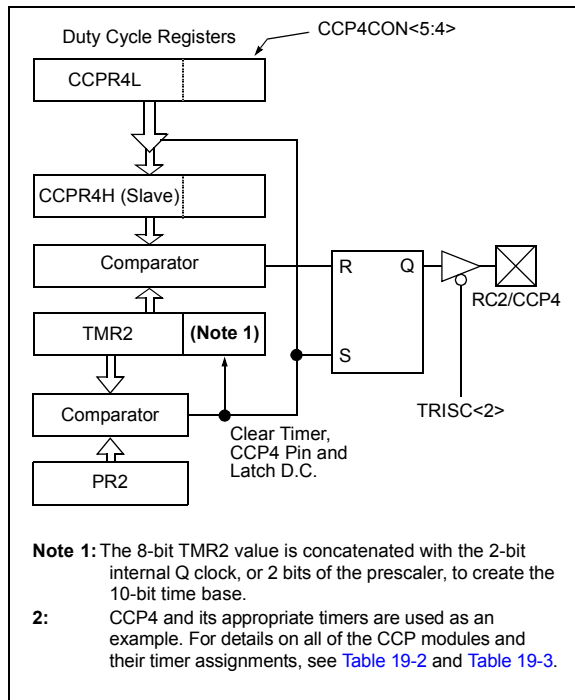 Duty Cycle Registers
CCP4CON<5:4>
CCPR4L
CCPR4H (Slave)
Comparator
R
Q
RC2/CCP4
TMR2
(Note 1)
S
TRISC<2>
Comparator
Clear Timer,
CCP4 Pin and
Latch D.C.
PR2
Note 1: The 8-bit TMR2 value is concatenated with the 2-bit
internal Q clock, or 2 bits of the prescaler, to create the
10-bit time base.
2: CCP4 and its appropriate timers are used as an
example. For details on all of the CCP modules and
their timer assignments, see Table 19-2 and Table 19-3.